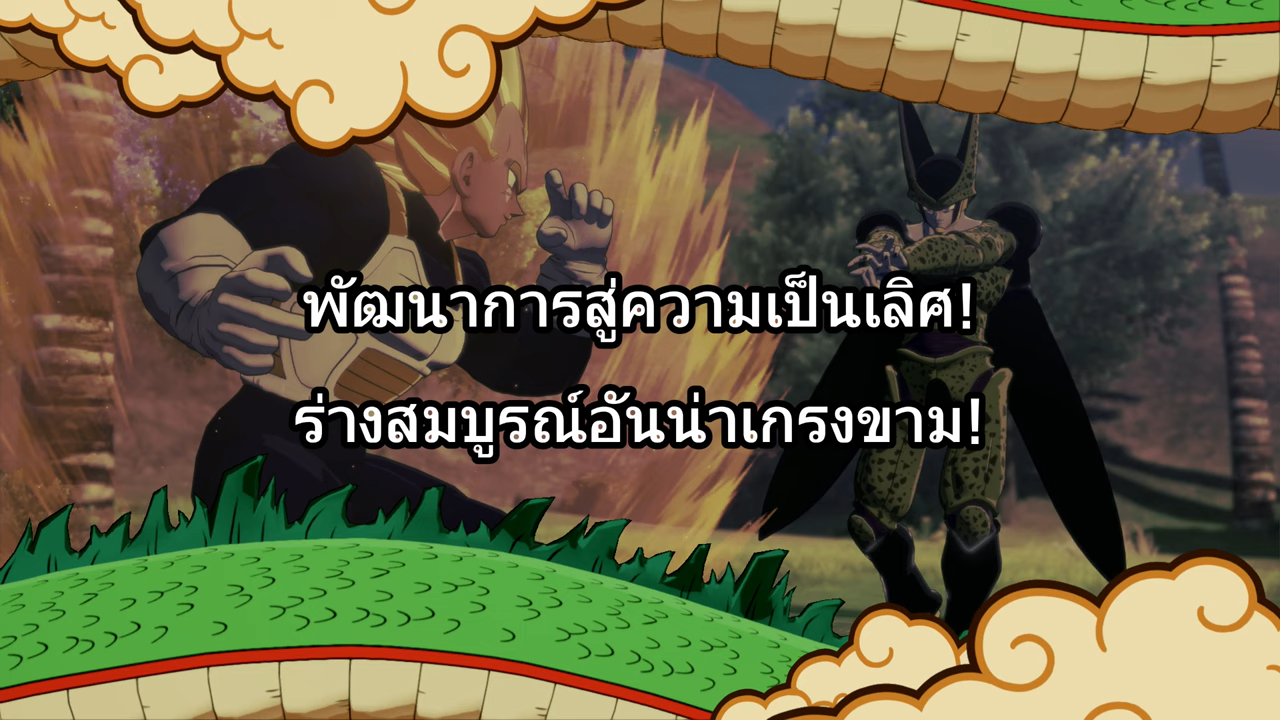 พัฒนาการสู่ความเป็นเลิศ!
ร่างสมบูรณ์อันน่าเกรงขาม!